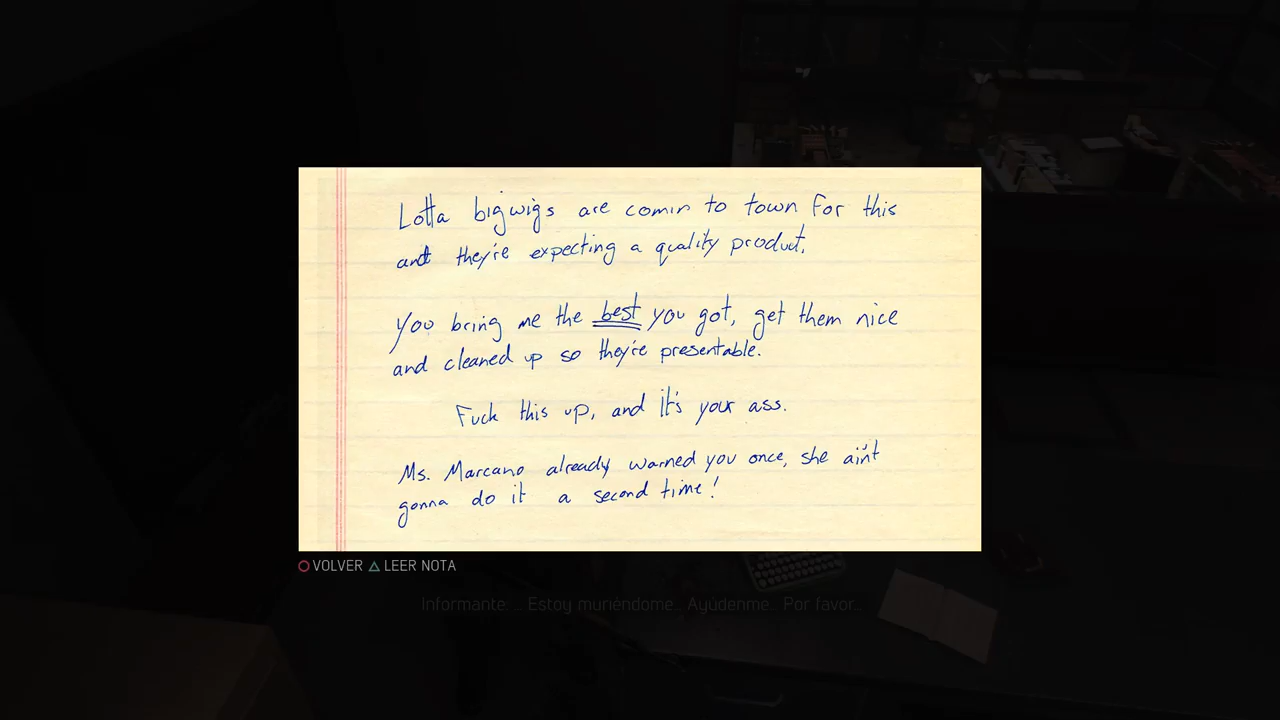 Lotta bigwigs are comin to town for this
and they're expecting a quality product.
You bring me the best you got, get them nice
and cleaned up so they're presentable.
Fuck this up, and it's your ass.
Ms. Marcano already warned you once, she ain't
gonna do it a second time!
VOLVER LEER NOTA
Informante: ... Estoy muriéndome... Ayúdenme... Por favor...